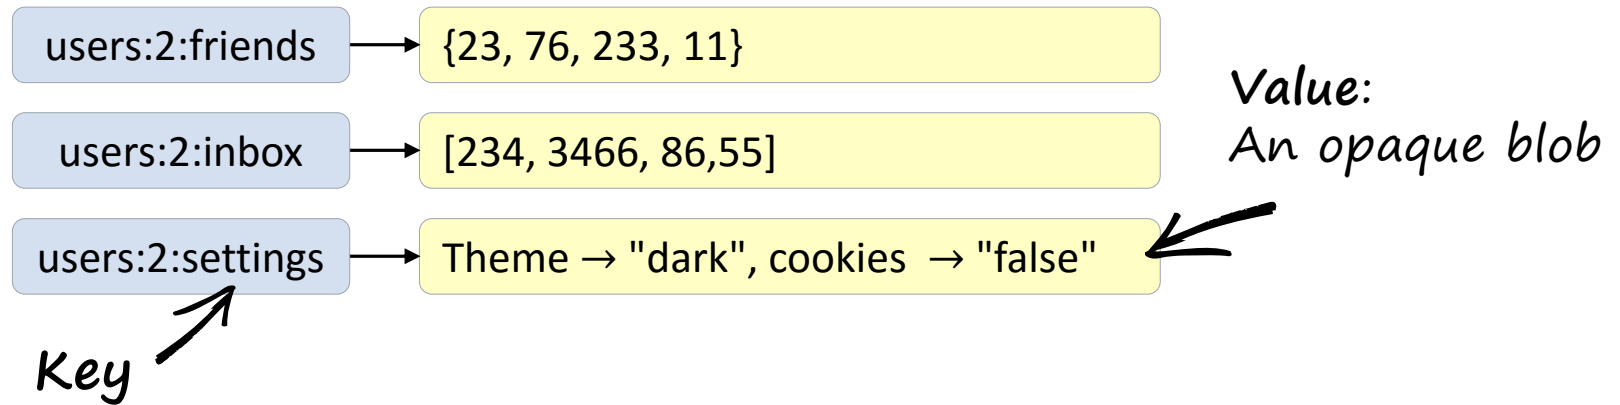 users:2:friends
{23, 76, 233, 11}
users:2:inbox
[234, 3466, 86,55]
users:2:settings
Theme → "dark", cookies → "false"
Value:
An opaque blob
Key